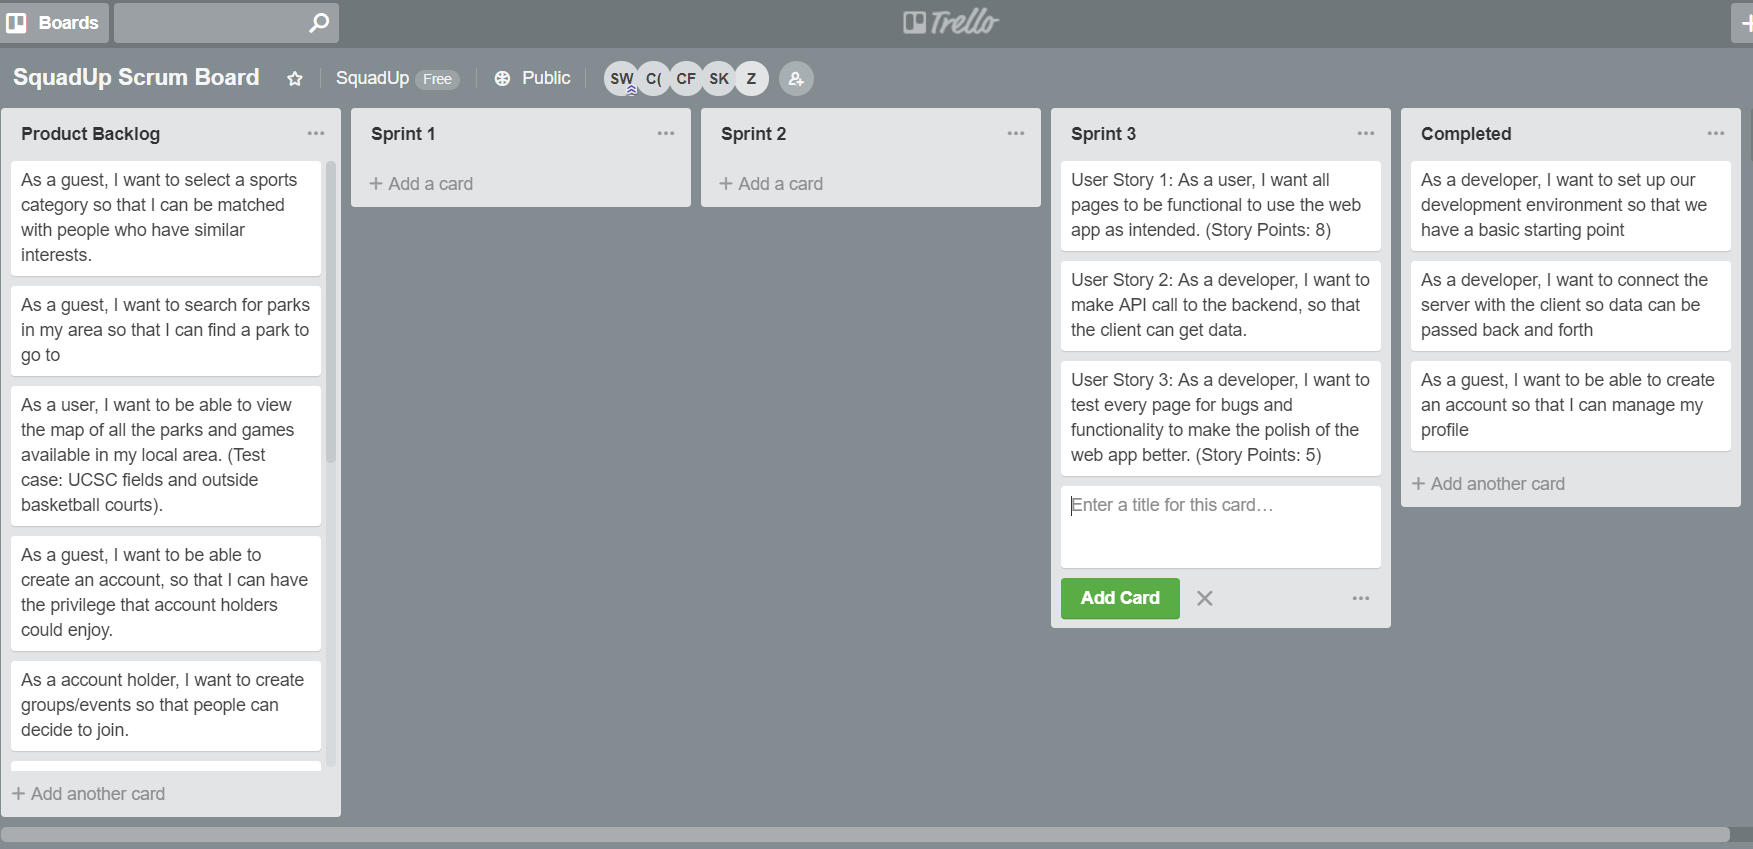 Boards
Trello
SquadUp Scrum Board
SquadUp Free
Public
SW C( CF SK Z
Product Backlog
As a guest, I want to select a sports
category so that I can be matched
with people who have similar
interests.
As a guest, I want to search for parks
in my area so that I can find a park to
go to
As a user, I want to be able to view
the map of all the parks and games
available in my local area. (Test
case: UCSC fields and outside
basketball courts).
As a guest, I want to be able to
create an account, so that I can have
the privilege that account holders
could enjoy.
As a account holder, I want to create
groups/events so that people can
decide to join.
+ Add another card
Sprint 1
+ Add a card
Sprint 2
+ Add a card
Sprint 3
User Story 1: As a user, I want all
pages to be functional to use the web
app as intended. (Story Points: 8)
User Story 2: As a developer, I want to
make API call to the backend, so that
the client can get data.
User Story 3: As a developer, I want to
test every page for bugs and
functionality to make the polish of the
web app better. (Story Points: 5)
Enter a title for this card…
Add Card
Completed
As a developer, I want to set up our
development environment so that we
have a basic starting point
As a developer, I want to connect the
server with the client so data can be
passed back and forth
As a guest, I want to be able to create
an account so that I can manage my
profile
+ Add another card